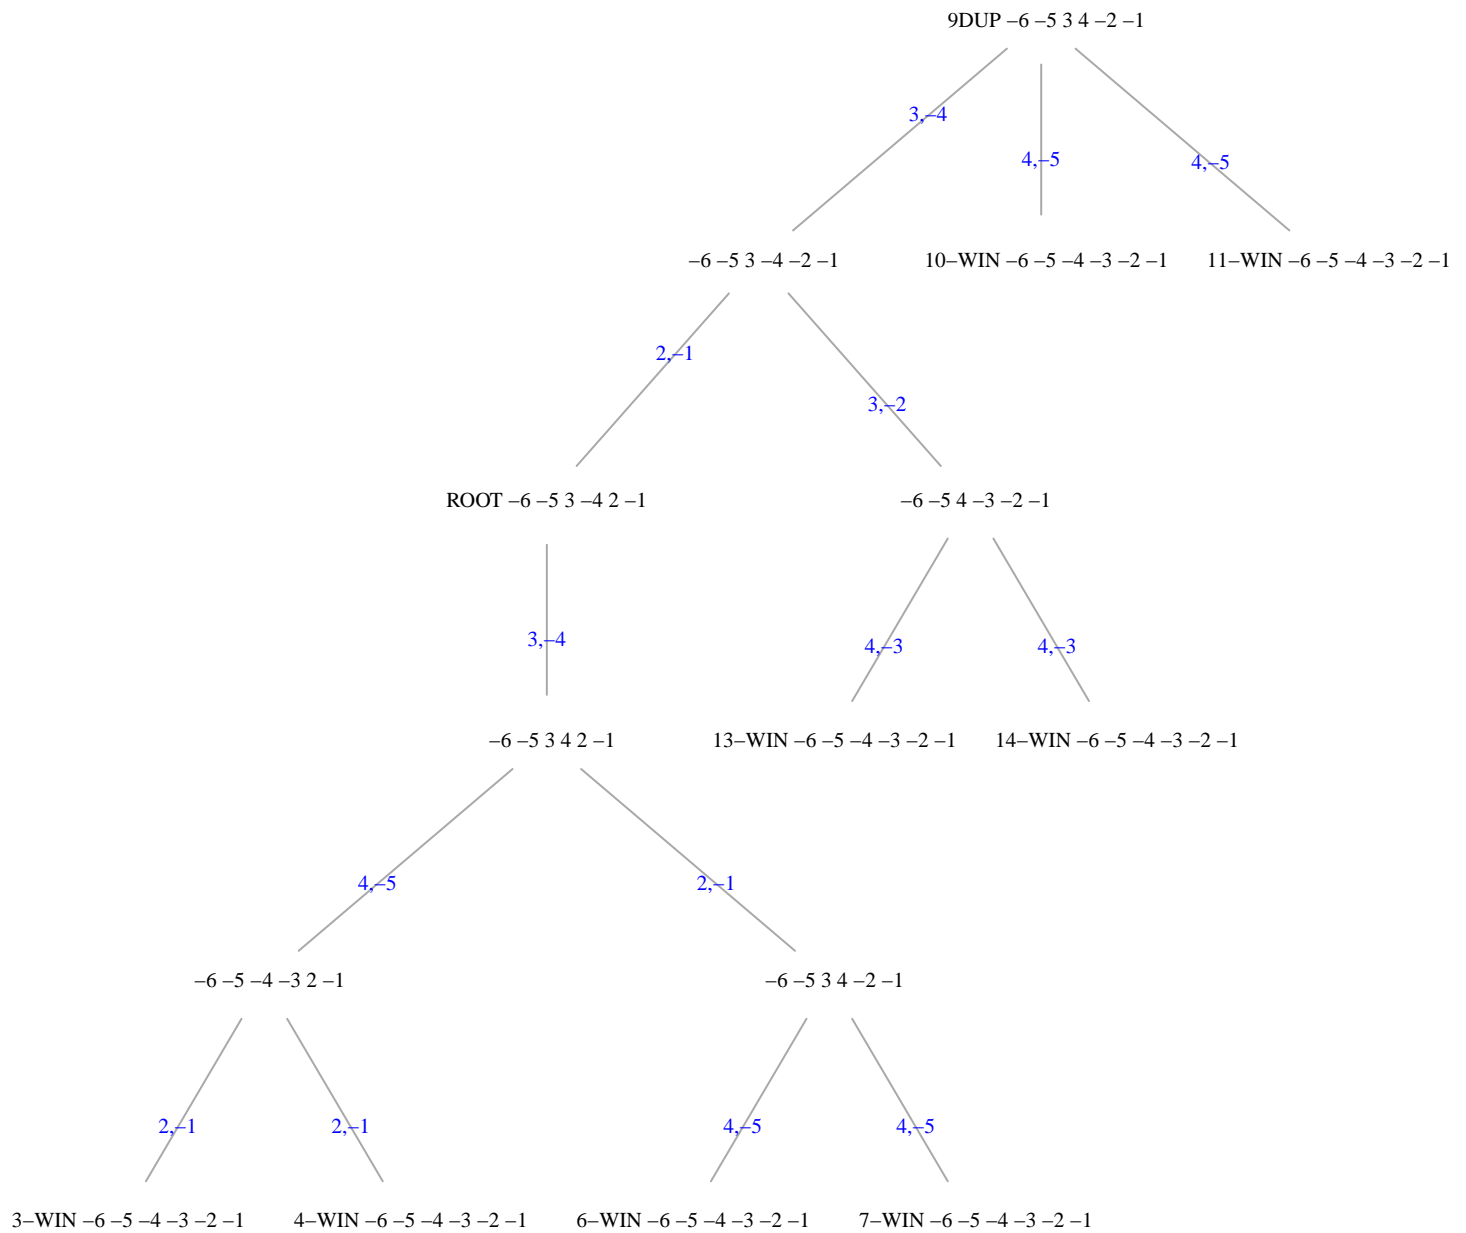 9DUP –6 –5 3 4 –2 –1
3,–4
4,–5
4,–5
–6 –5 3 –4 –2 –1
10–WIN –6 –5 –4 –3 –2 –1
11–WIN –6 –5 –4 –3 –2 –1
2,–1
3,–2
ROOT –6 –5 3 –4 2 –1
–6 –5 4 –3 –2 –1
3,–4
4,–3
4,–3
–6 –5 3 4 2 –1
13–WIN –6 –5 –4 –3 –2 –1
14–WIN –6 –5 –4 –3 –2 –1
4,–5
2,–1
–6 –5 –4 –3 2 –1
–6 –5 3 4 –2 –1
2,–1
2,–1
4,–5
4,–5
3–WIN –6 –5 –4 –3 –2 –1
4–WIN –6 –5 –4 –3 –2 –1
6–WIN –6 –5 –4 –3 –2 –1
7–WIN –6 –5 –4 –3 –2 –1